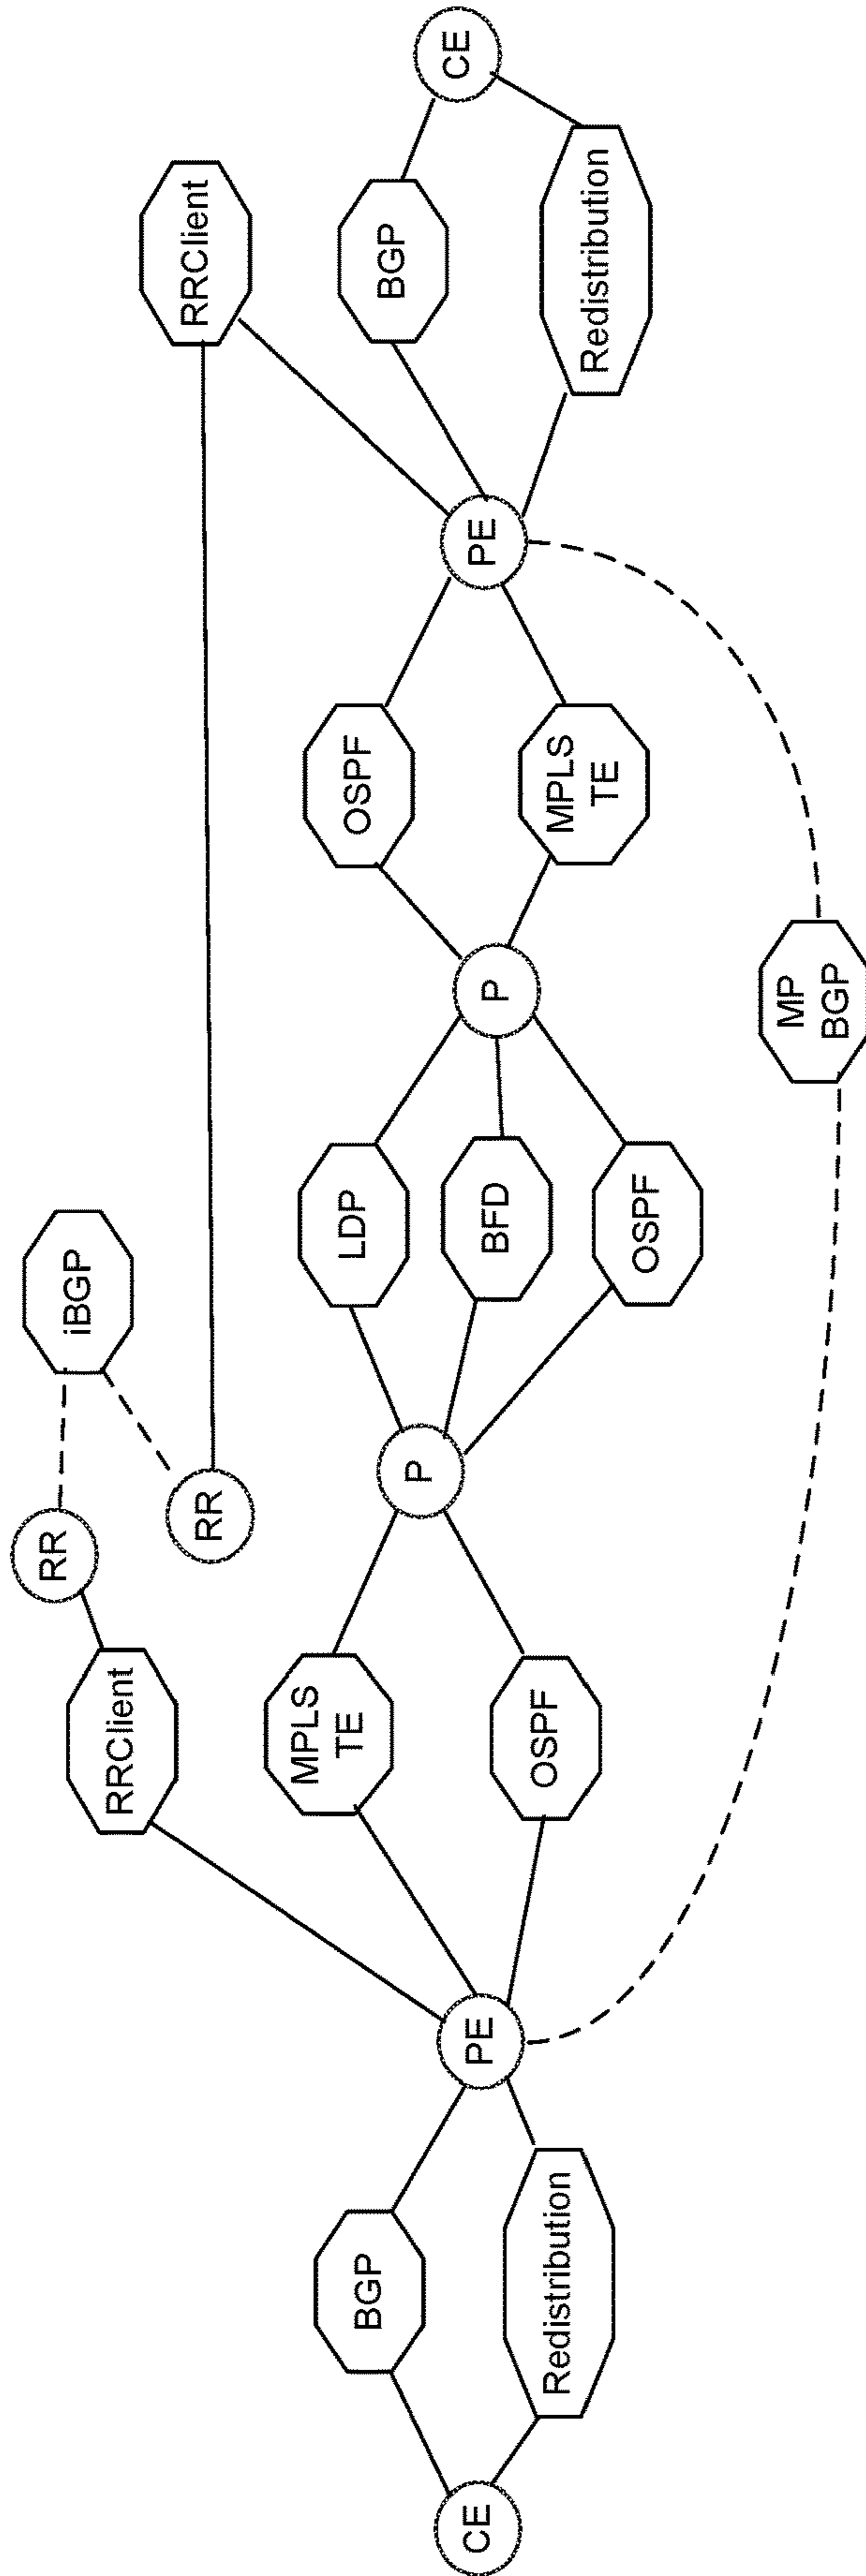 RR
iBGP
RRClient
RR
RRClient
BGP
MPLS
TE
LDP
OSPF
BGP
CE
PE
P
BFD
P
PE
CE
Redistribution
OSPF
OSPF
MPLS
TE
Redistribution
MP
BGP